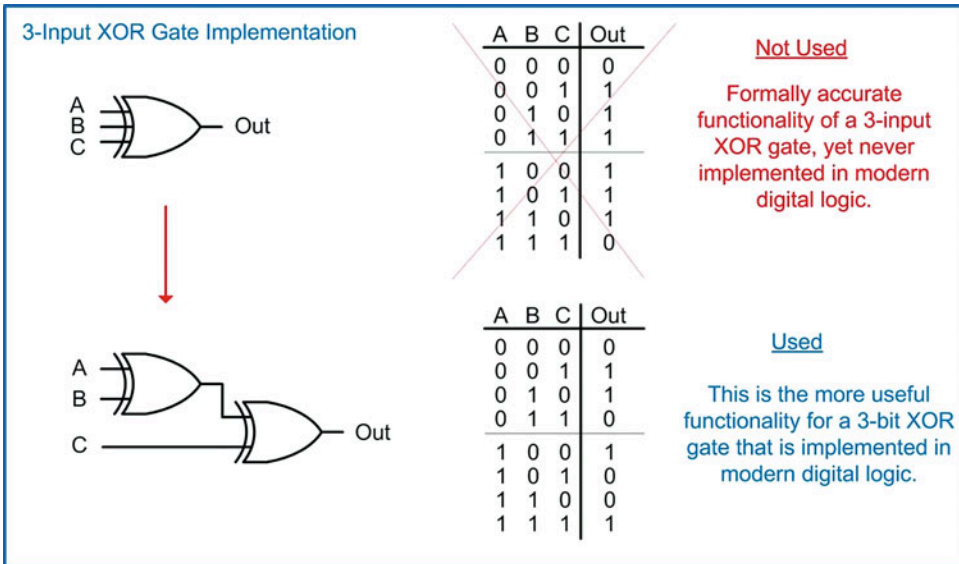 3-Input XOR Gate Implementation
A
B
C
Out
A B C Out
0 0 0 0
0 0 1 1
0 1 0 1
0 1 1 1
1 0 0 1
1 0 1 1
1 1 0 1
1 1 1 0
Not Used
Formally accurate
functionality of a 3-input
XOR gate, yet never
implemented in modern
digital logic.
A
B
C
Out
A B C Out
0 0 0 0
0 0 1 1
0 1 0 1
0 1 1 0
1 0 0 1
1 0 1 0
1 1 0 0
1 1 1 1
Used
This is the more useful
functionality for a 3-bit XOR
gate that is implemented in
modern digital logic.